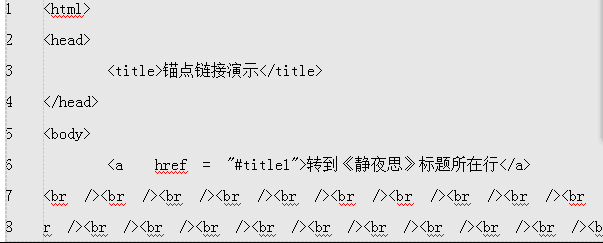 1 <html>
2 <head>
3 <title>锚点链接演示</title>
4 </head>
5 <body>
6 <a href = "#title1">转到《静夜思》标题所在行</a>
7 <br /><br /><br /><br /><br /><br /><br /><br /><br
8 r /><br /><br /><br /><br /><br /><br /><br /><b